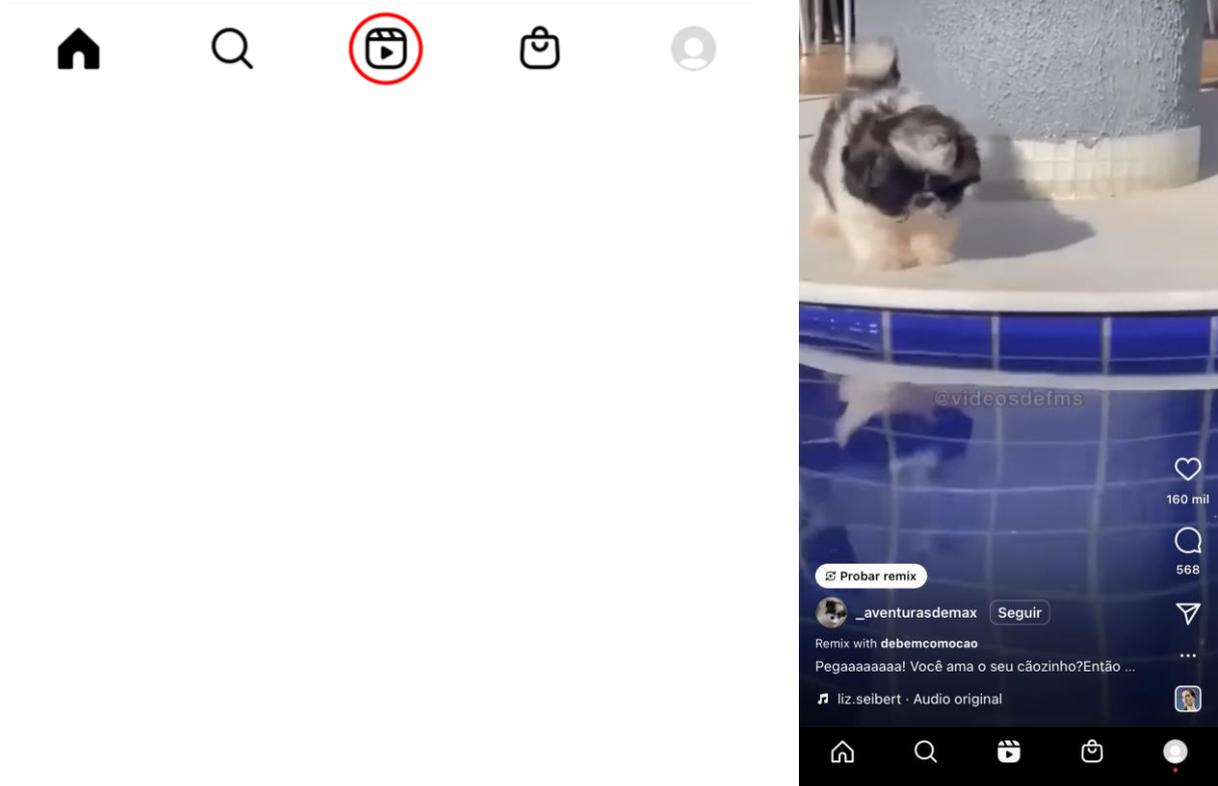 @videosdefms
160 mil
568
Probar remix
_aventurasdemax Seguir
Remix with debemcomocao
Pegaaaaaaaa! Você ama o seu cãozinho?Então ...
liz.seibert · Audio original